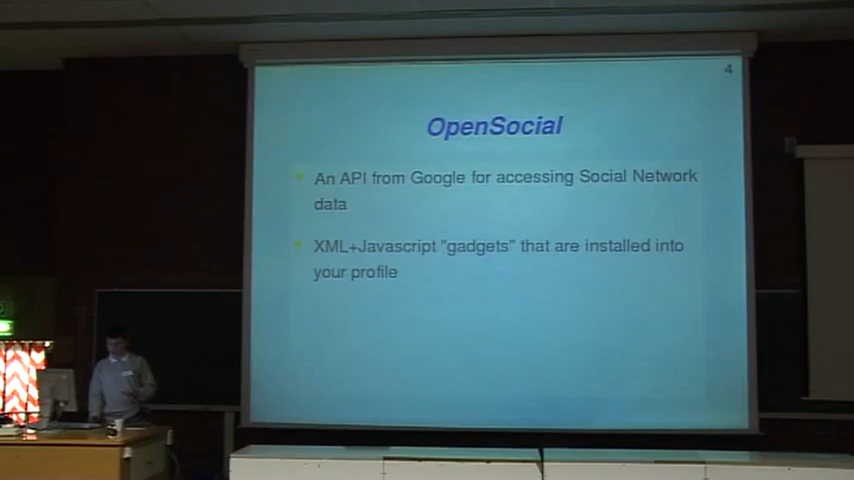 4
OpenSocial
An API from Google for accessing Social Network
data
XML+Javascript "gadgets" that are installed into
your profile